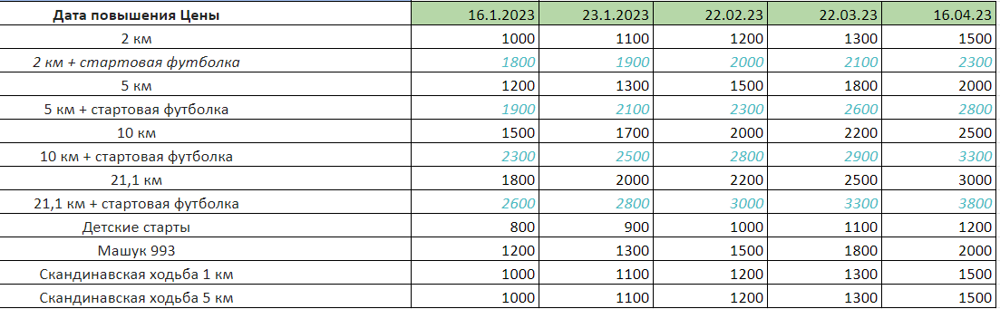 Дата повышения Цены 16.1.2023 23.1.2023 22.02.23 22.03.23 16.04.23
2 км 1000 1100 1200 1300 1500
2 км + стартовая футболка 1800 1900 2000 2100 2300
5 км 1200 1300 1500 1800 2000
5 км + стартовая футболка 1900 2100 2300 2600 2800
10 км 1500 1700 2000 2200 2500
10 км + стартовая футболка 2300 2500 2800 2900 3300
21,1 км 1800 2000 2200 2500 3000
21,1 км + стартовая футболка 2600 2800 3000 3300 3800
Детские старты 800 900 1000 1100 1200
Машук 993 1200 1300 1500 1800 2000
Скандинавская ходьба 1 км 1000 1100 1200 1300 1500
Скандинавская ходьба 5 км 1000 1100 1200 1300 1500